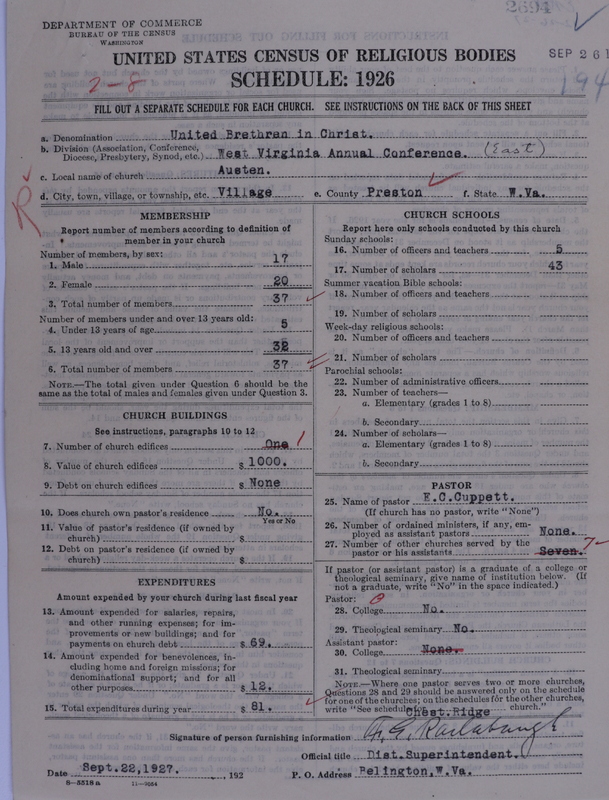 DEPARTMENT OF COMMERCE
BUREAU OF THE CENSUS
WASHINGTON
2694
UNITED STATES CENSUS OF RELIGIOUS BODIES
SEP 26
SCHEDULE: 1926
2-8
194
FILL OUT A SEPARATE SCHEDULE FOR EACH CHURCH. SEE INSTRUCTIONS ON THE BACK OF THIS SHEET
a. Denomination United Brethren in Christ.
b. Division (Association, Conference, Diocese, Presbytery, Synod, etc.) West Virginia Annual Conference. (East)
c. Local name of church Austen.
d. City, town, village, or township, etc. Village e. County Preston f. State W.Va.
R
MEMBERSHIP
Report number of members according to definition of
member in your church
Number of members, by sex:
1. Male 17
2. Female 20
3. Total number of members 37
Number of members under and over 13 years old:
4. Under 13 years of age 5
5. 13 years old and over 32
6. Total number of members 37
NOTE.—The total given under Question 6 should be the
same as the total of males and females given under Question 3.
CHURCH BUILDINGS
See instructions, paragraphs 10 to 12
7. Number of church edifices One 1
8. Value of church edifices $ 1000.
9. Debt on church edifices $ None
10. Does church own pastor's residence No.
Yes or No
11. Value of pastor's residence (if owned by
church) $
12. Debt on pastor's residence (if owned by
church) $
EXPENDITURES
Amount expended by your church during last fiscal year
13. Amount expended for salaries, repairs,
and other running expenses; for im-
provements or new buildings; and for
payments on church debt $ 69.
14. Amount expended for benevolences, in-
cluding home and foreign missions; for
denominational support; and for all
other purposes $ 12.
15. Total expenditures during year $ 81.
CHURCH SCHOOLS
Report here only schools conducted by this church
Sunday schools:
16. Number of officers and teachers 5
17. Number of scholars 43
Summer vacation Bible schools:
18. Number of officers and teachers
19. Number of scholars
Week-day religious schools:
20. Number of officers and teachers
21. Number of scholars
Parochial schools:
22. Number of administrative officers
23. Number of teachers—
a. Elementary (grades 1 to 8)
b. Secondary
24. Number of scholars—
a. Elementary (grades 1 to 8)
b. Secondary
PASTOR
25. Name of pastor E.C.Cuppett.
(If church has no pastor, write "None")
26. Number of ordained ministers, if any, em-
ployed as assistant pastors None.
27. Number of other churches served by the
pastor or his assistants Seven. 7
If pastor (or assistant pastor) is a graduate of a college or
theological seminary, give name of institution below. (If
not a graduate, write "No" in the space indicated.)
Pastor:
28. College No.
29. Theological seminary No.
Assistant pastor:
30. College None.
31. Theological seminary
NOTE.—Where one pastor serves two or more churches,
Questions 28 and 29 should be answered only on the schedule
for one of the churches; on the schedules for the other churches,
write "See schedule Chest.Ridge church."
Signature of person furnishing information
Official title Dist.Superintendent.
Date Sept.22,1927., 192 P. O. Address Belington,W.Va.
8-5518a 11-9084